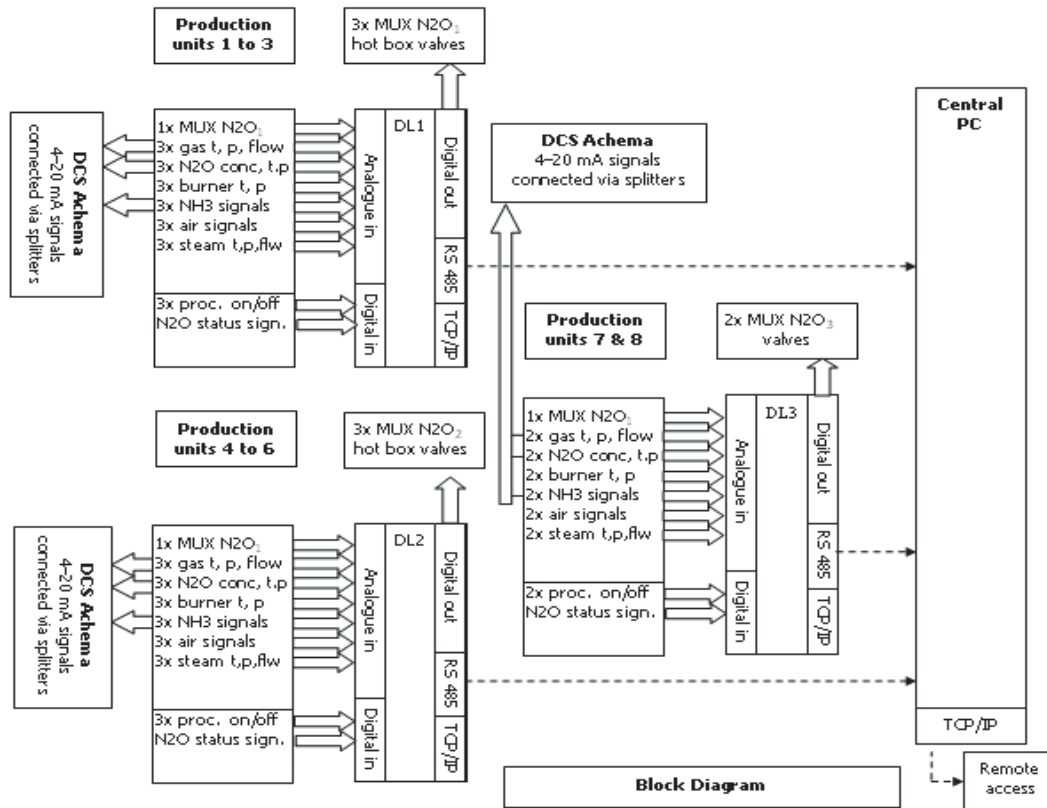 Production
units 1 to 3
3x MUX N2O₁
hot box valves
DCS Achema
4–20 mA signals
connected via splitters
1x MUX N2O₁
3x gas t, p, flow
3x N2O conc, t.p
3x burner t, p
3x NH3 signals
3x air signals
3x steam t,p,flw
3x proc. on/off
N2O status sign.
Analogue in
Digital in
DL1
Digital out
RS 485
TCP/IP
DCS Achema
4–20 mA signals
connected via splitters
Central
PC
Production
units 4 to 6
3x MUX N2O₂
hot box valves
DCS Achema
4–20 mA signals
connected via splitters
1x MUX N2O₁
3x gas t, p, flow
3x N2O conc, t.p
3x burner t, p
3x NH3 signals
3x air signals
3x steam t,p,flw
3x proc. on/off
N2O status sign.
Analogue in
Digital in
DL2
Digital out
RS 485
TCP/IP
Production
units 7 & 8
2x MUX N2O₃
valves
1x MUX N2O₁
2x gas t, p, flow
2x N2O conc, t.p
2x burner t, p
2x NH3 signals
2x air signals
2x steam t,p,flw
2x proc. on/off
N2O status sign.
Analogue in
Digital in
DL3
Digital out
RS 485
TCP/IP
TCP/IP
Remote
access
Block Diagram